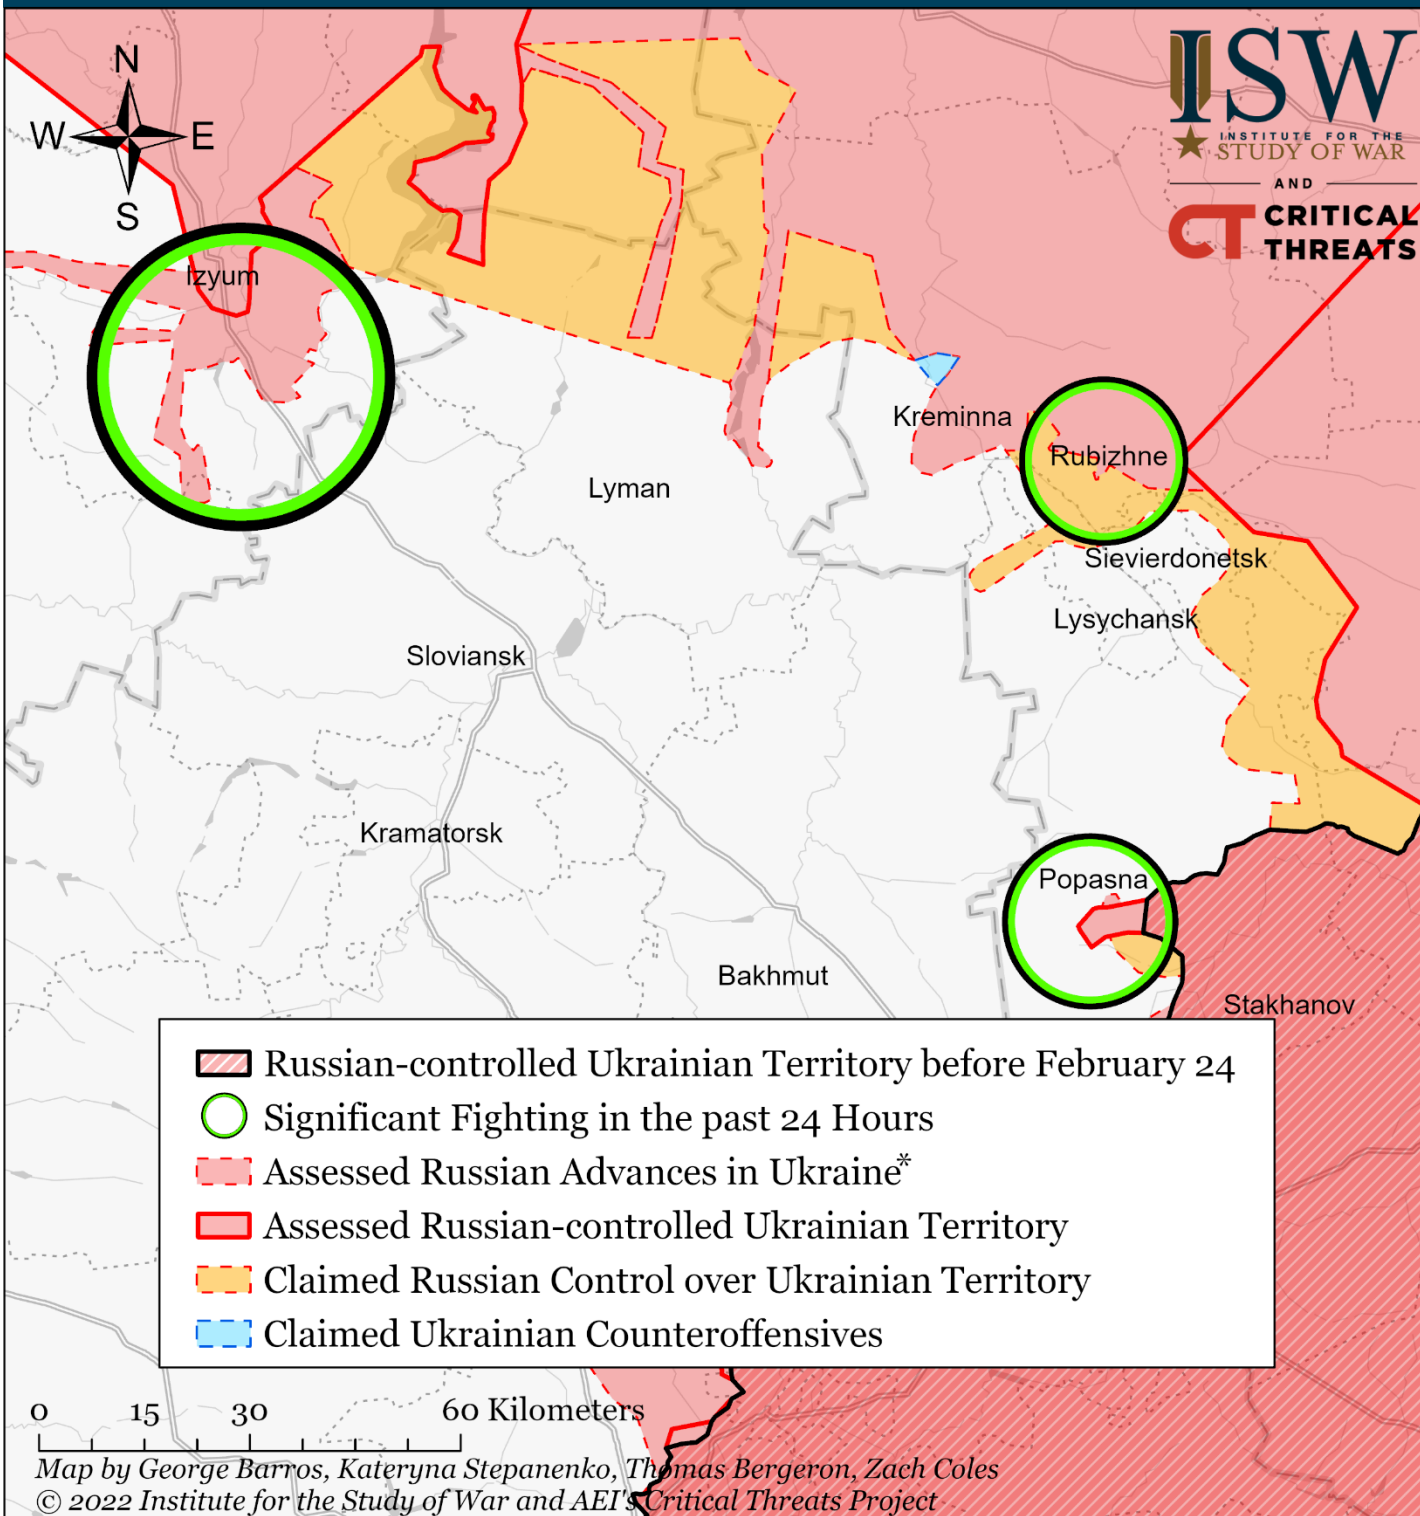 N
W E
S
ISW
INSTITUTE FOR THE
STUDY OF WAR
AND
CT CRITICAL
THREATS
Izyum
Kreminna
Rubizhne
Lyman
Sievierdonetsk
Lysychansk
Sloviansk
Kramatorsk
Popasna
Bakhmut
Stakhanov
Russian-controlled Ukrainian Territory before February 24
Significant Fighting in the past 24 Hours
Assessed Russian Advances in Ukraine*
Assessed Russian-controlled Ukrainian Territory
Claimed Russian Control over Ukrainian Territory
Claimed Ukrainian Counteroffensives
0 15 30 60 Kilometers
Map by George Barros, Kateryna Stepanenko, Thomas Bergeron, Zach Coles
© 2022 Institute for the Study of War and AEI's Critical Threats Project